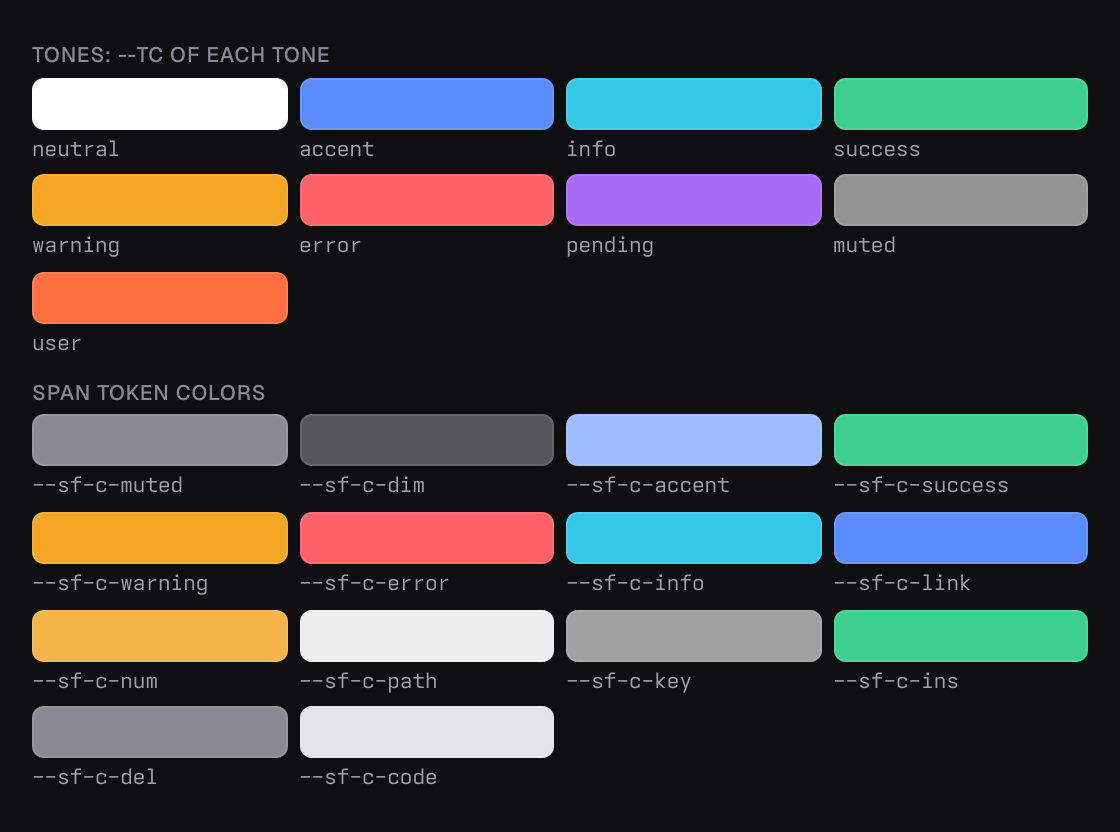 TONES: --TC OF EACH TONE
neutral accent info success
warning error pending muted
user
SPAN TOKEN COLORS
--sf-c-muted --sf-c-dim --sf-c-accent --sf-c-success
--sf-c-warning --sf-c-error --sf-c-info --sf-c-link
--sf-c-num --sf-c-path --sf-c-key --sf-c-ins
--sf-c-del --sf-c-code